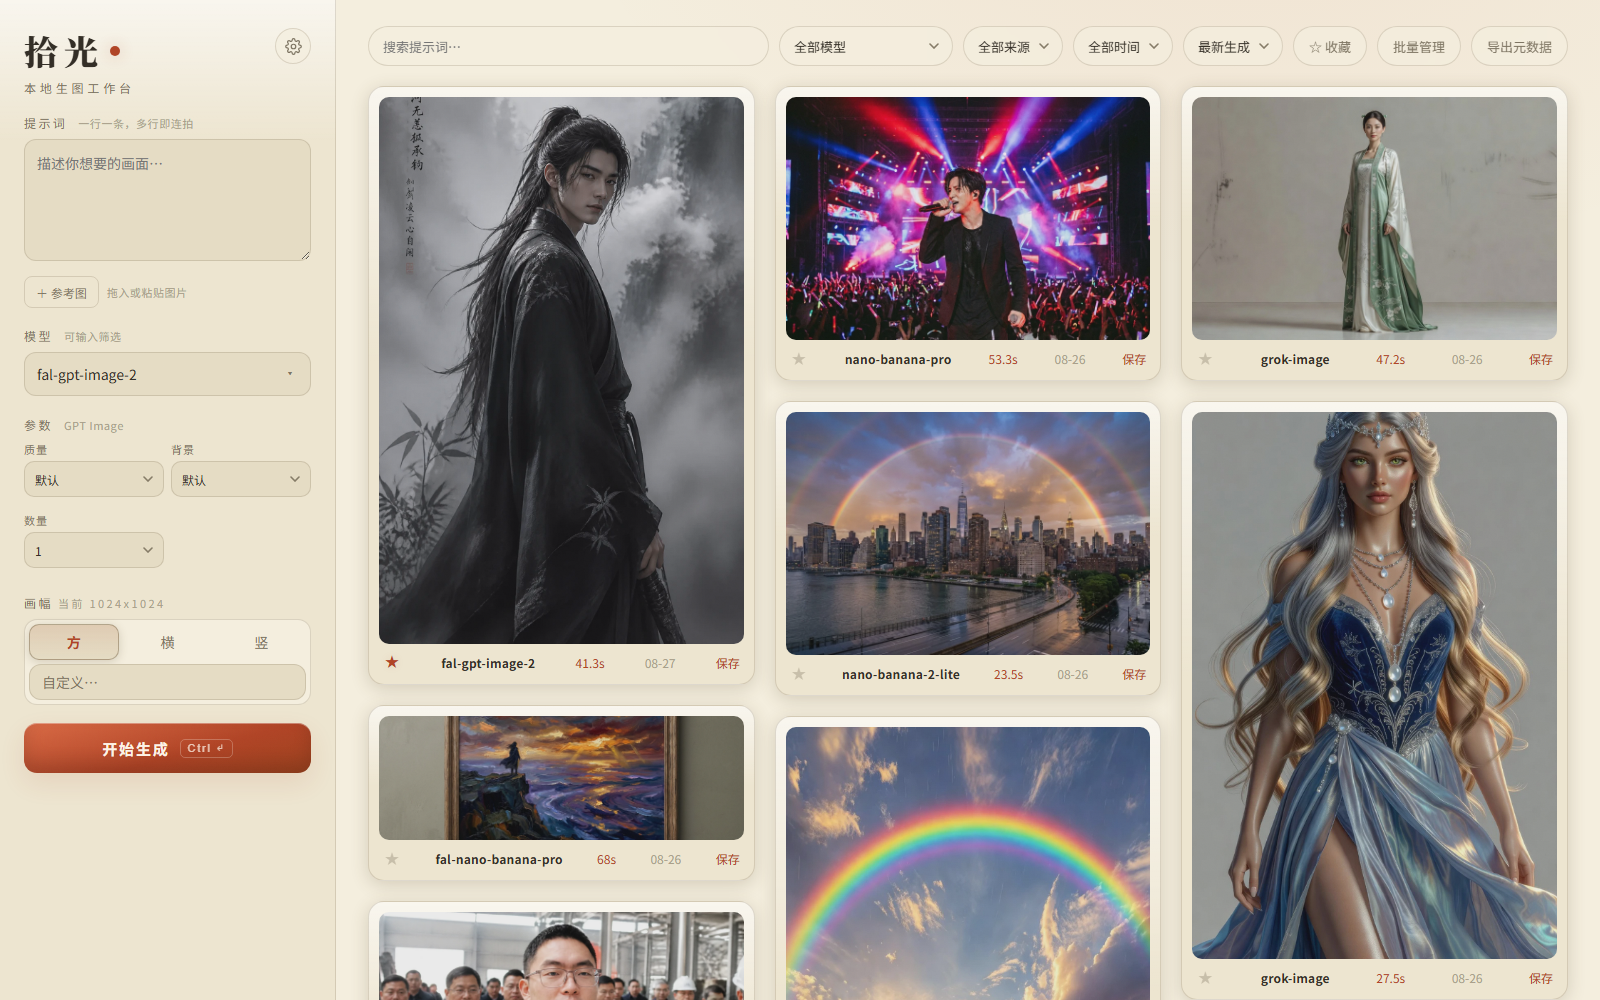 拾光
本地生图工作台
提示词 一行一条，多行即连拍
描述你想要的画面…
+ 参考图 拖入或粘贴图片
模型 可输入筛选
fal-gpt-image-2
参数 GPT Image
质量 背景
默认 默认
数量
1
画幅 当前 1024x1024
方 横 竖
自定义…
开始生成 Ctrl ↵
搜索提示词… 全部模型 全部来源 全部时间 最新生成 ☆ 收藏 批量管理 导出元数据
★ fal-gpt-image-2 41.3s 08-27 保存
★ fal-nano-banana-pro 68s 08-26 保存
★ nano-banana-pro 53.3s 08-26 保存
★ nano-banana-2-lite 23.5s 08-26 保存
★ grok-image 47.2s 08-26 保存
★ grok-image 27.5s 08-26 保存